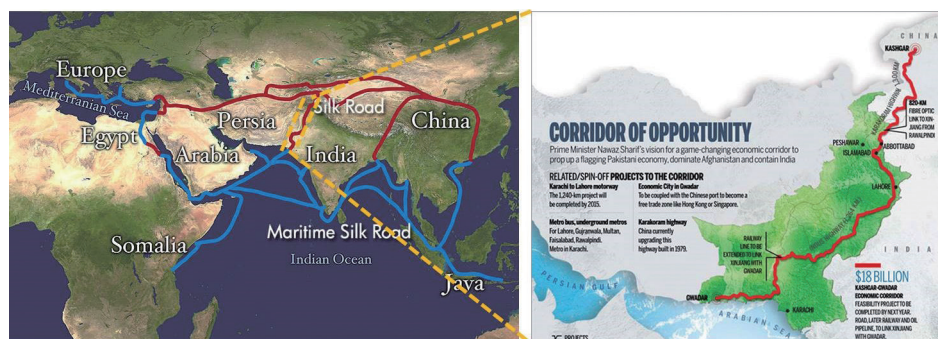 Europe
Mediterranean Sea
Egypt
Persia
Silk Road
China
Arabia
India
Somalia
Maritime Silk Road
Indian Ocean
Java
CHINA
KASHGAR
820-KM
FIBRE OPTIC
LINK TO XIN-
JIANG FROM
RAWALPINDI
PESHAWAR
ISLAMABAD
ABBOTTABAD
LAHORE
CORRIDOR OF OPPORTUNITY
Prime Minister Nawaz Sharif's vision for a game-changing economic corridor to
prop up a flagging Pakistani economy, dominate Afghanistan and contain India
RELATED/SPIN-OFF PROJECTS TO THE CORRIDOR
Karachi to Lahore motorway
The 1,240-km project will
be completed by 2015.
Economic City in Gwadar
To be coupled with the Chinese port to become a
free trade zone like Hong Kong or Singapore.
Metro bus, underground metros
For Lahore, Gujranwala, Multan,
Faisalabad, Rawalpindi.
Metro in Karachi.
Karakoram highway
China currently
upgrading this
highway built in 1979.
RAILWAY
LINE TO BE
EXTENDED TO LINK
XINJIANG WITH
GWADAR
INDIA
PERSIAN GULF
GWADAR
KARACHI
ARABIAN SEA
$18 BILLION
KASHGAR-GWADAR
ECONOMIC CORRIDOR
FEASIBILITY PROJECT TO BE
COMPLETED BY NEXT YEAR.
ROAD, LATER RAILWAY AND OIL
PIPELINE, TO LINK XINJIANG
WITH GWADAR.
PROJECTS